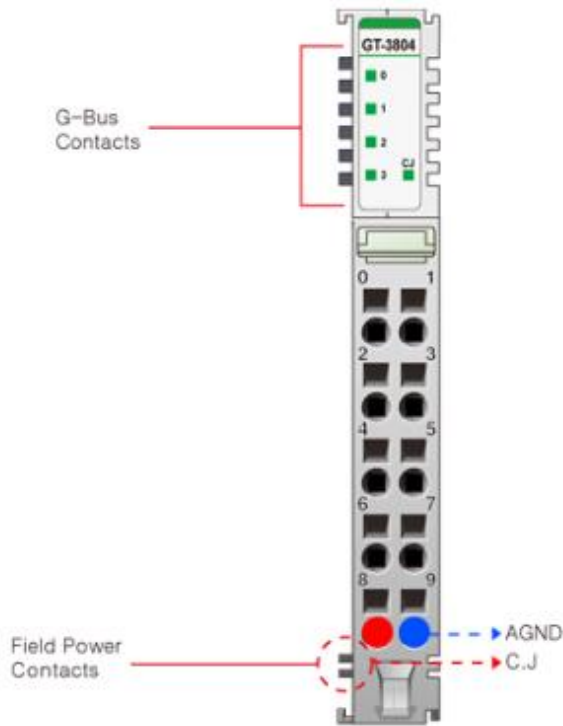 GT-3804
0
1
2
CJ
3
G-Bus
Contacts
0 1
2 3
4 5
6 7
8 9
AGND
Field Power
Contacts
C.J